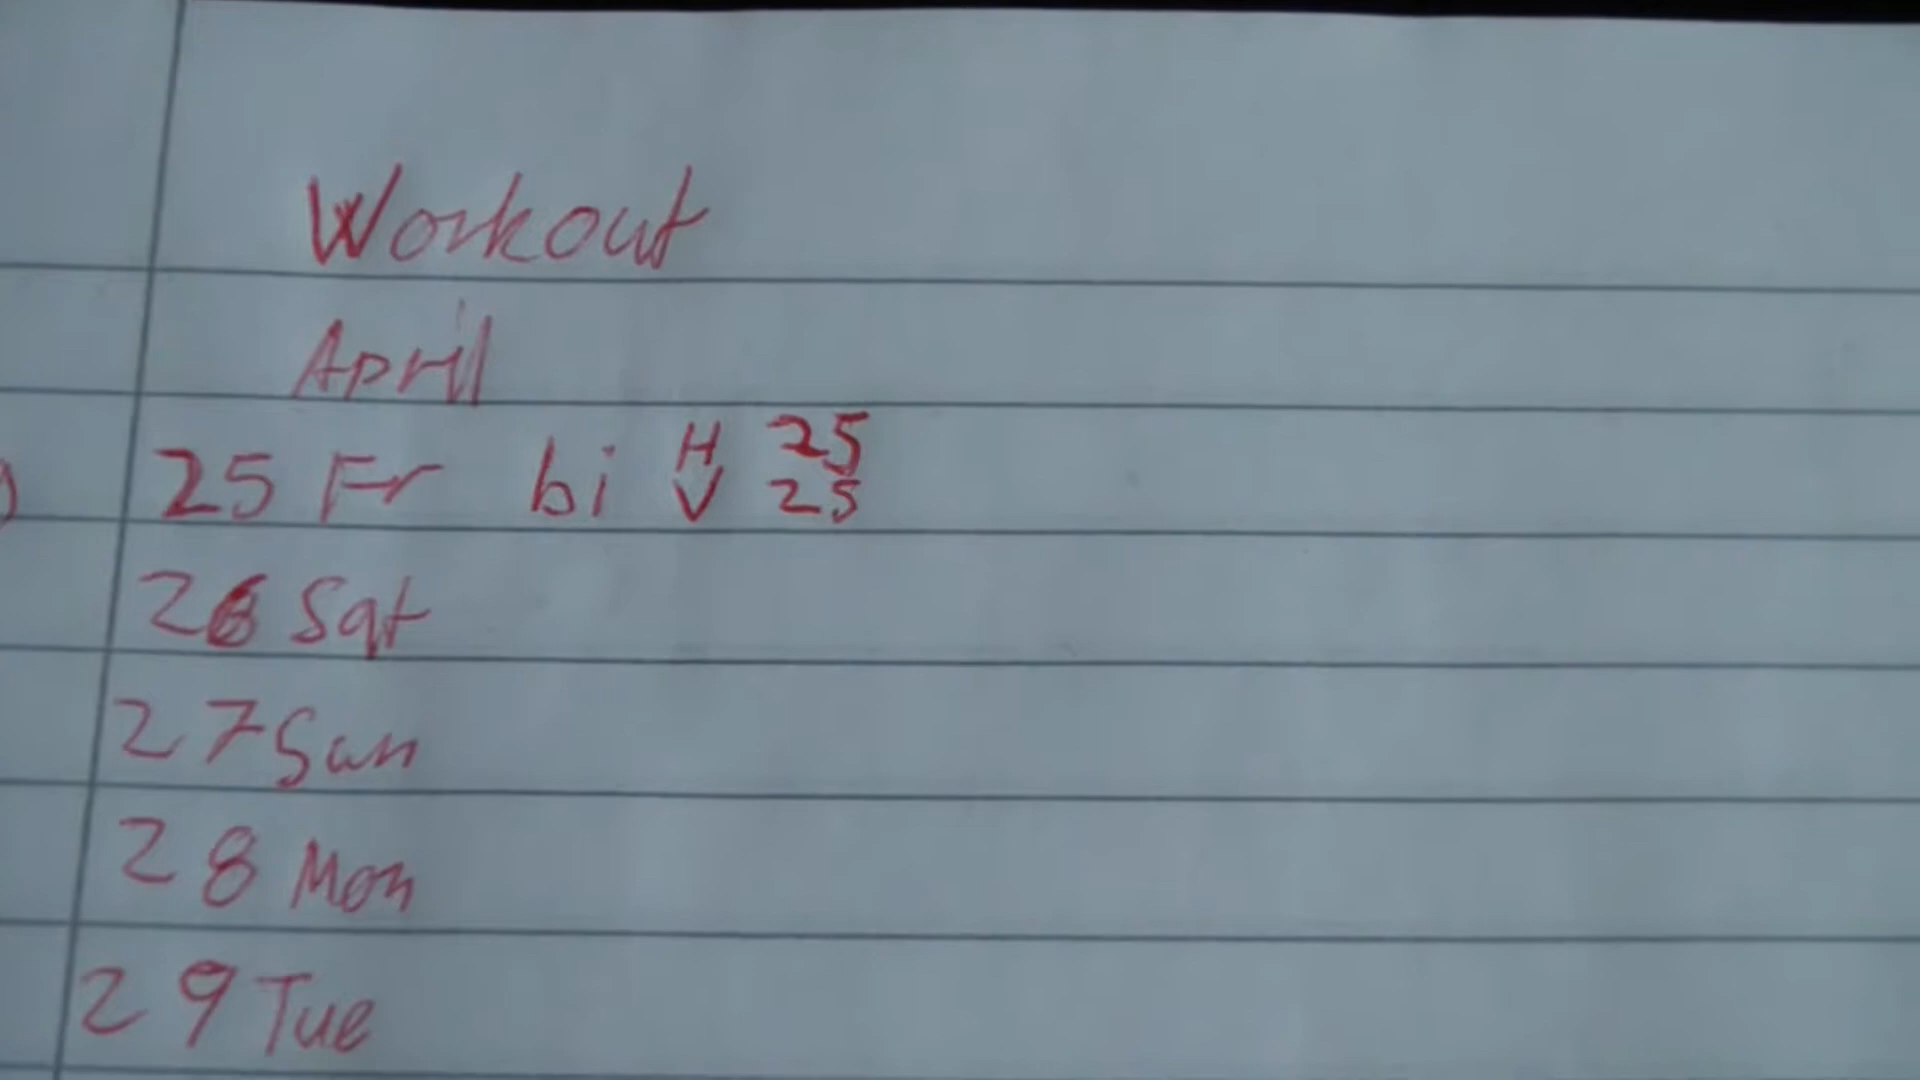 Workout
April
25 Fr bi H 25
V 25
26 Sat
27 Sun
28 Mon
29 Tue